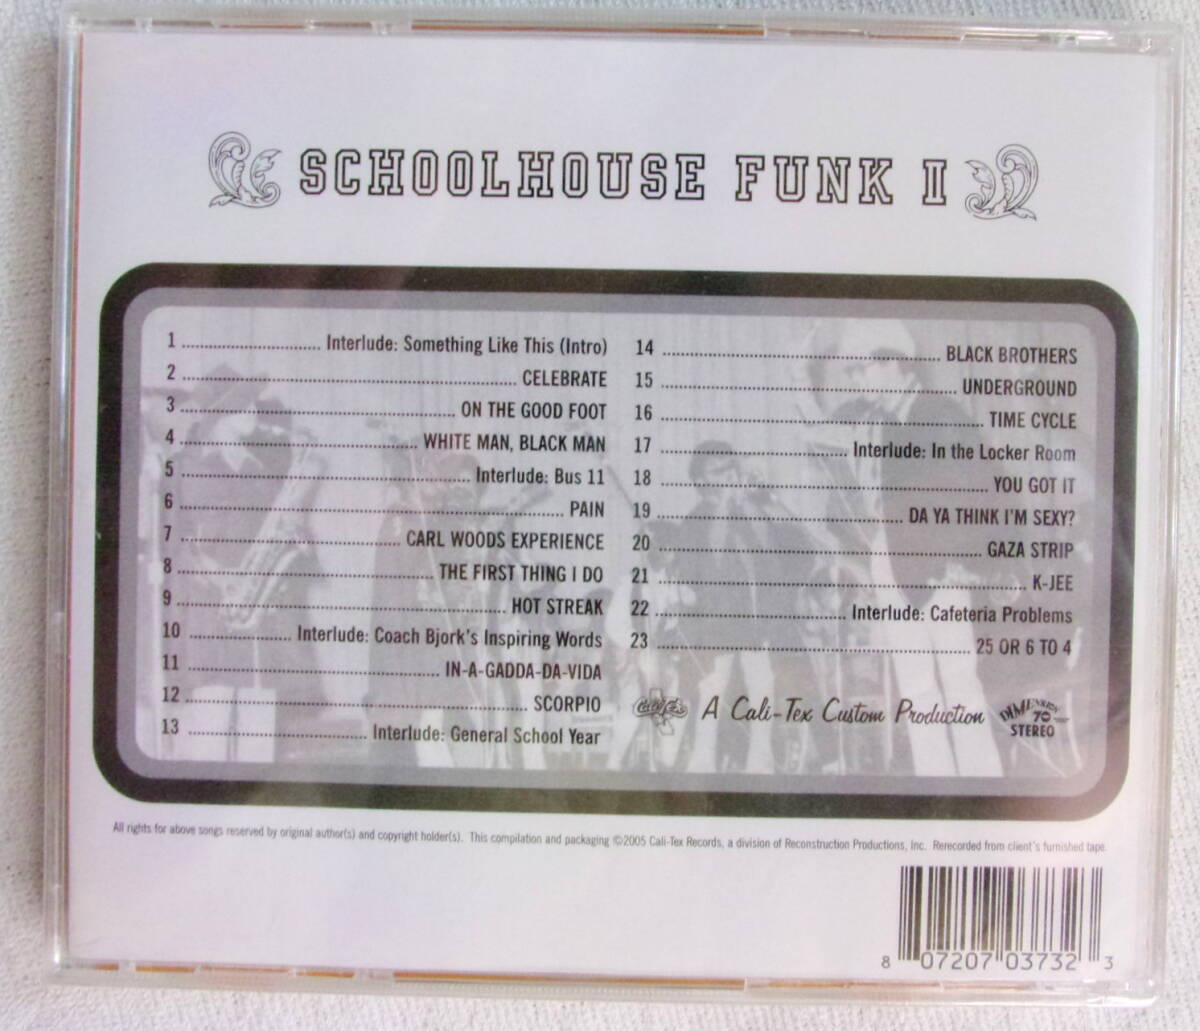 SCHOOLHOUSE FUNK II
1 Interlude: Something Like This (Intro)
2 CELEBRATE
3 ON THE GOOD FOOT
4 WHITE MAN, BLACK MAN
5 Interlude: Bus 11
6 PAIN
7 CARL WOODS EXPERIENCE
8 THE FIRST THING I DO
9 HOT STREAK
10 Interlude: Coach Bjork's Inspiring Words
11 IN-A-GADDA-DA-VIDA
12 SCORPIO
13 Interlude: General School Year
14 BLACK BROTHERS
15 UNDERGROUND
16 TIME CYCLE
17 Interlude: In the Locker Room
18 YOU GOT IT
19 DA YA THINK I'M SEXY?
20 GAZA STRIP
21 K-JEE
22 Interlude: Cafeteria Problems
23 25 OR 6 TO 4
Cali-Tex
A Cali-Tex Custom Production
DIMENSION
70
STEREO
All rights for above songs reserved by original author(s) and copyright holder(s). This compilation and packaging ©2005 Cali-Tex Records, a division of Reconstruction Productions, Inc. Rerecorded from client's furnished tape.
8 07207 03732 3